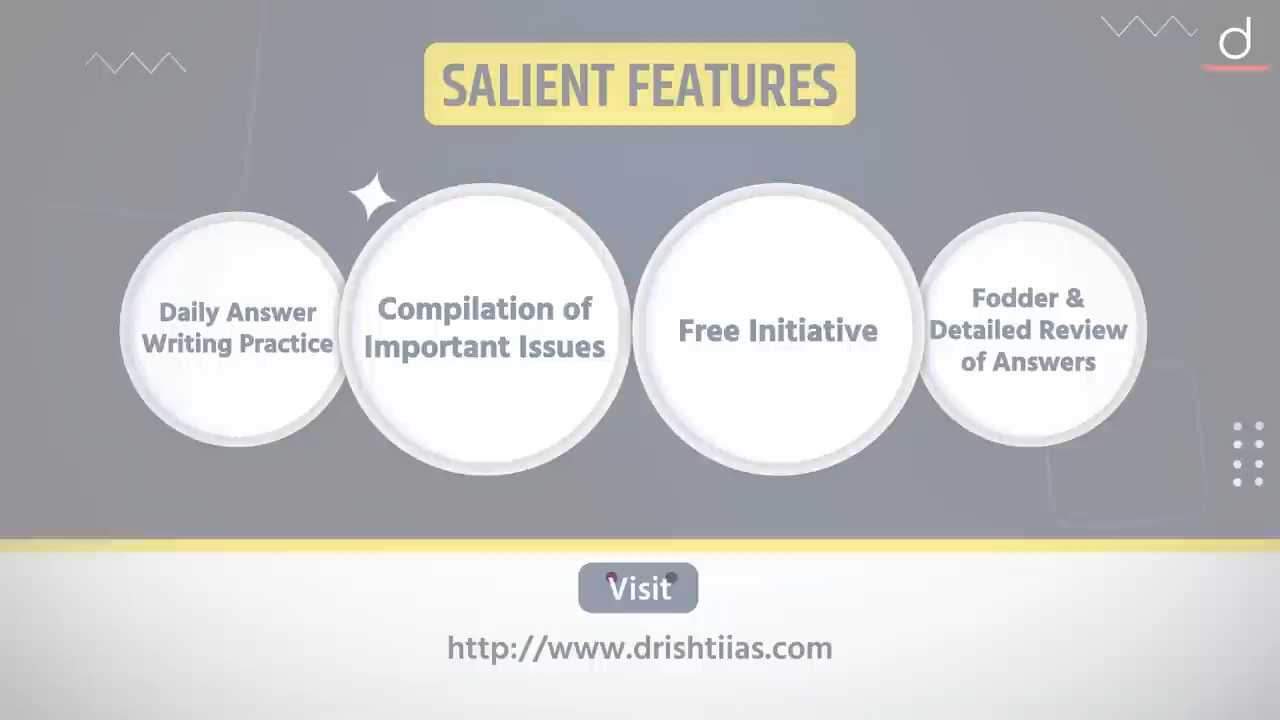 d
SALIENT FEATURES
Daily Answer
Writing Practice
Compilation of
Important Issues
Free Initiative
Fodder &
Detailed Review
of Answers
Visit
http://www.drishtiias.com